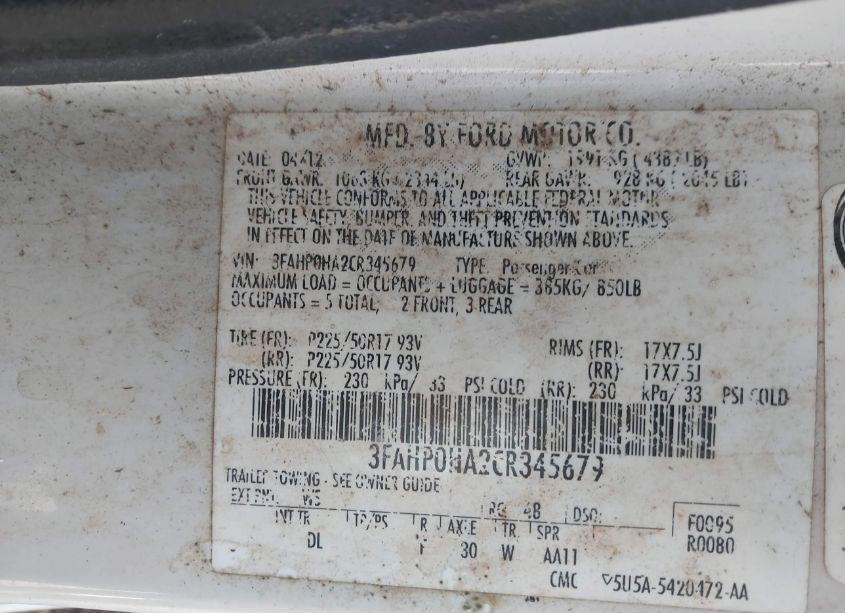 MFD. BY FORD MOTOR CO.
DATE: 04/12 GVWR: 1991 KG ( 4387 LB)
FRONT GAWR: KG REAR GAWR: 928 KG ( 2045 LB)
THIS VEHICLE CONFORMS TO ALL APPLICABLE FEDERAL MOTOR
VEHICLE SAFETY, BUMPER, AND THEFT PREVENTION STANDARDS
IN EFFECT ON THE DATE OF MANUFACTURE SHOWN ABOVE.
VIN: 3FAHP0HA2CR345679 TYPE: Passenger Car
MAXIMUM LOAD = OCCUPANTS + LUGGAGE = 385KG/ 850LB
OCCUPANTS = 5 TOTAL, 2 FRONT, 3 REAR
TIRE (FR): P225/50R17 93V RIMS (FR): 17X7.5J
(RR): P225/50R17 93V (RR): 17X7.5J
PRESSURE (FR): 230 kPa/ 33 PSI COLD (RR): 230 kPa/ 33 PSI COLD
3FAHP0HA2CR345679
TRAILER TOWING - SEE OWNER GUIDE
EXT PNT: WS RC: 48 DSO: F0095
INT TR TP/PS R AXLE TR SPR R0080
DL F 30 W AA11
CMC ▽5U5A-5420472-AA